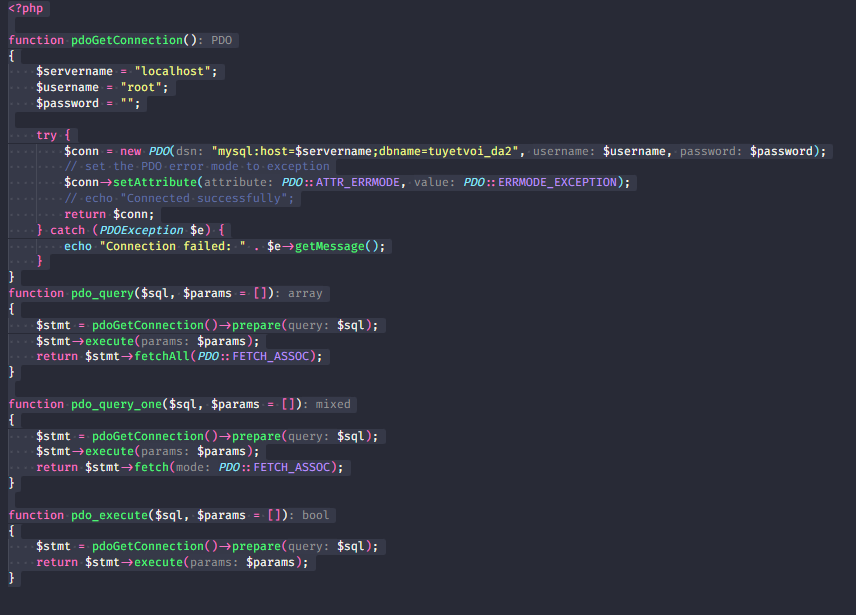 <?php
function pdoGetConnection(): PDO
{
    $servername = "localhost";
    $username = "root";
    $password = "";
    try {
        $conn = new PDO(dsn: "mysql:host=$servername;dbname=tuyetvoi_da2", username: $username, password: $password);
        // set the PDO error mode to exception
        $conn->setAttribute(attribute: PDO::ATTR_ERRMODE, value: PDO::ERRMODE_EXCEPTION);
        // echo "Connected successfully";
        return $conn;
    } catch (PDOException $e) {
        echo "Connection failed: " . $e->getMessage();
    }
}
function pdo_query($sql, $params = []): array
{
    $stmt = pdoGetConnection()->prepare(query: $sql);
    $stmt->execute(params: $params);
    return $stmt->fetchAll(PDO::FETCH_ASSOC);
}
function pdo_query_one($sql, $params = []): mixed
{
    $stmt = pdoGetConnection()->prepare(query: $sql);
    $stmt->execute(params: $params);
    return $stmt->fetch(mode: PDO::FETCH_ASSOC);
}
function pdo_execute($sql, $params = []): bool
{
    $stmt = pdoGetConnection()->prepare(query: $sql);
    return $stmt->execute(params: $params);
}